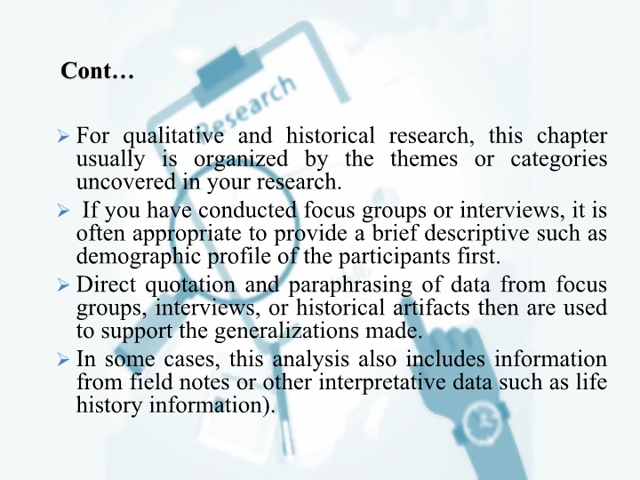 Research
Cont…
For qualitative and historical research, this chapter
usually is organized by the themes or categories
uncovered in your research.
If you have conducted focus groups or interviews, it is
often appropriate to provide a brief descriptive such as
demographic profile of the participants first.
Direct quotation and paraphrasing of data from focus
groups, interviews, or historical artifacts then are used
to support the generalizations made.
In some cases, this analysis also includes information
from field notes or other interpretative data such as life
history information).